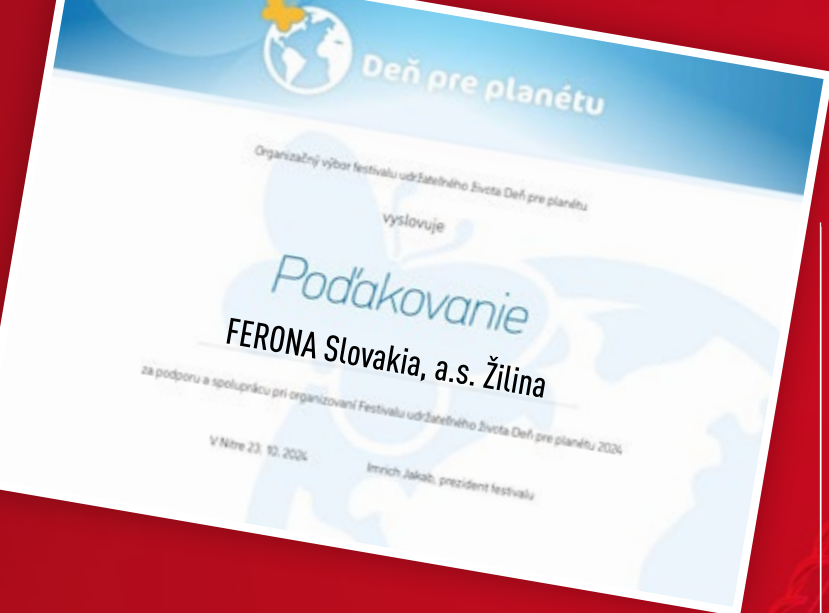 Deň pre planétu
Organizačný výbor festivalu udržateľného života Deň pre planétu
vyslovuje
Poďakovanie
FERONA Slovakia, a.s. Žilina
za podporu a spoluprácu pri organizovaní Festivalu udržateľného života Deň pre planétu 2024
V Nitre 23. 10. 2024
Imrich Jakab, prezident festivalu